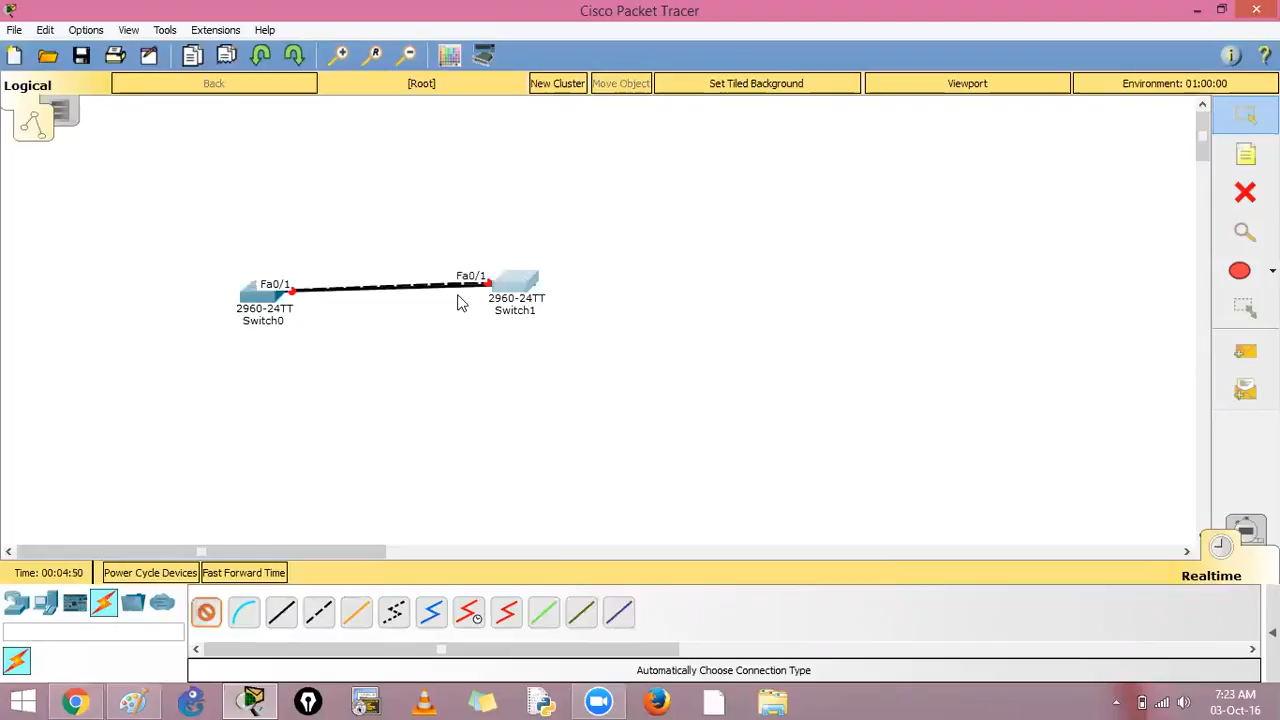 Cisco Packet Tracer
File Edit Options View Tools Extensions Help
Logical
Back
[Root]
New Cluster
Move Object
Set Tiled Background
Viewport
Environment: 01:00:00
Fa0/1
Fa0/1
2960-24TT
Switch0
2960-24TT
Switch1
Time: 00:04:50
Power Cycle Devices
Fast Forward Time
Realtime
Automatically Choose Connection Type
7:23 AM
03-Oct-16